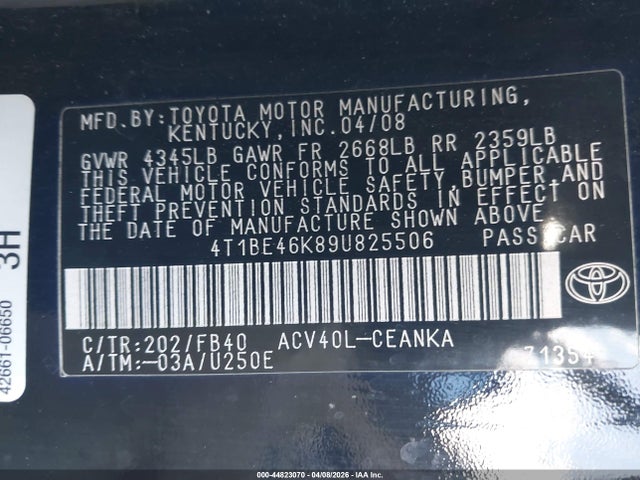 MFD. BY: TOYOTA MOTOR MANUFACTURING,
KENTUCKY, INC. 04/08
GVWR 4345LB GAWR FR 2668LB RR 2359LB
THIS VEHICLE CONFORMS TO ALL APPLICABLE
FEDERAL MOTOR VEHICLE SAFETY, BUMPER, AND
THEFT PREVENTION STANDARDS IN EFFECT ON
THE DATE OF MANUFACTURE SHOWN ABOVE.
4T1BE46K89U825506 PASS CAR
C/TR: 202/FB40 ACV40L-CEANKA
A/TM: -03A/U250E 71354
TOYOTA
42661-06650 3H
000-44823070 - 04/08/2026 - IAA Inc.